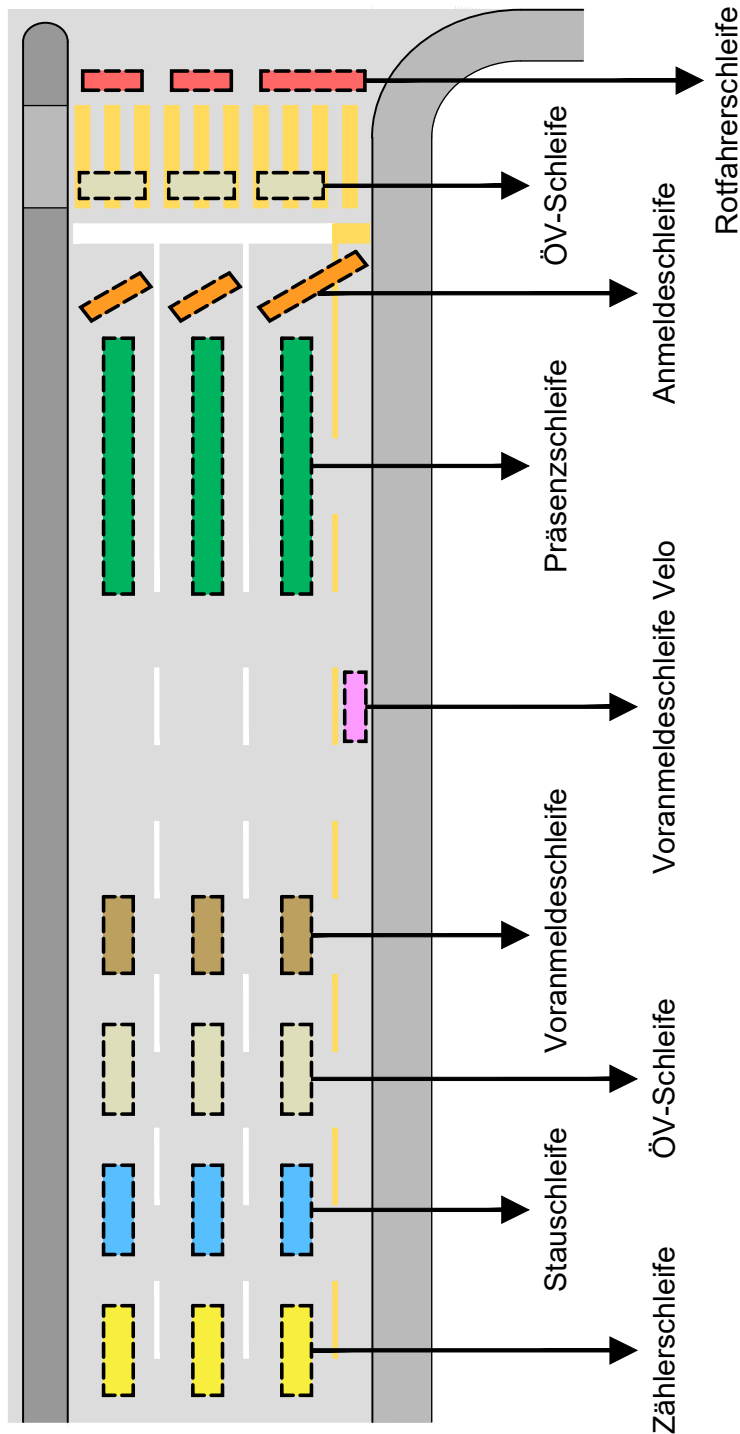 Zählerschleife
Stauschleife
ÖV-Schleife
Voranmeldeschleife
Voranmeldeschleife Velo
Präsenzschleife
Anmeldeschleife
ÖV-Schleife
Rotfahrerschleife